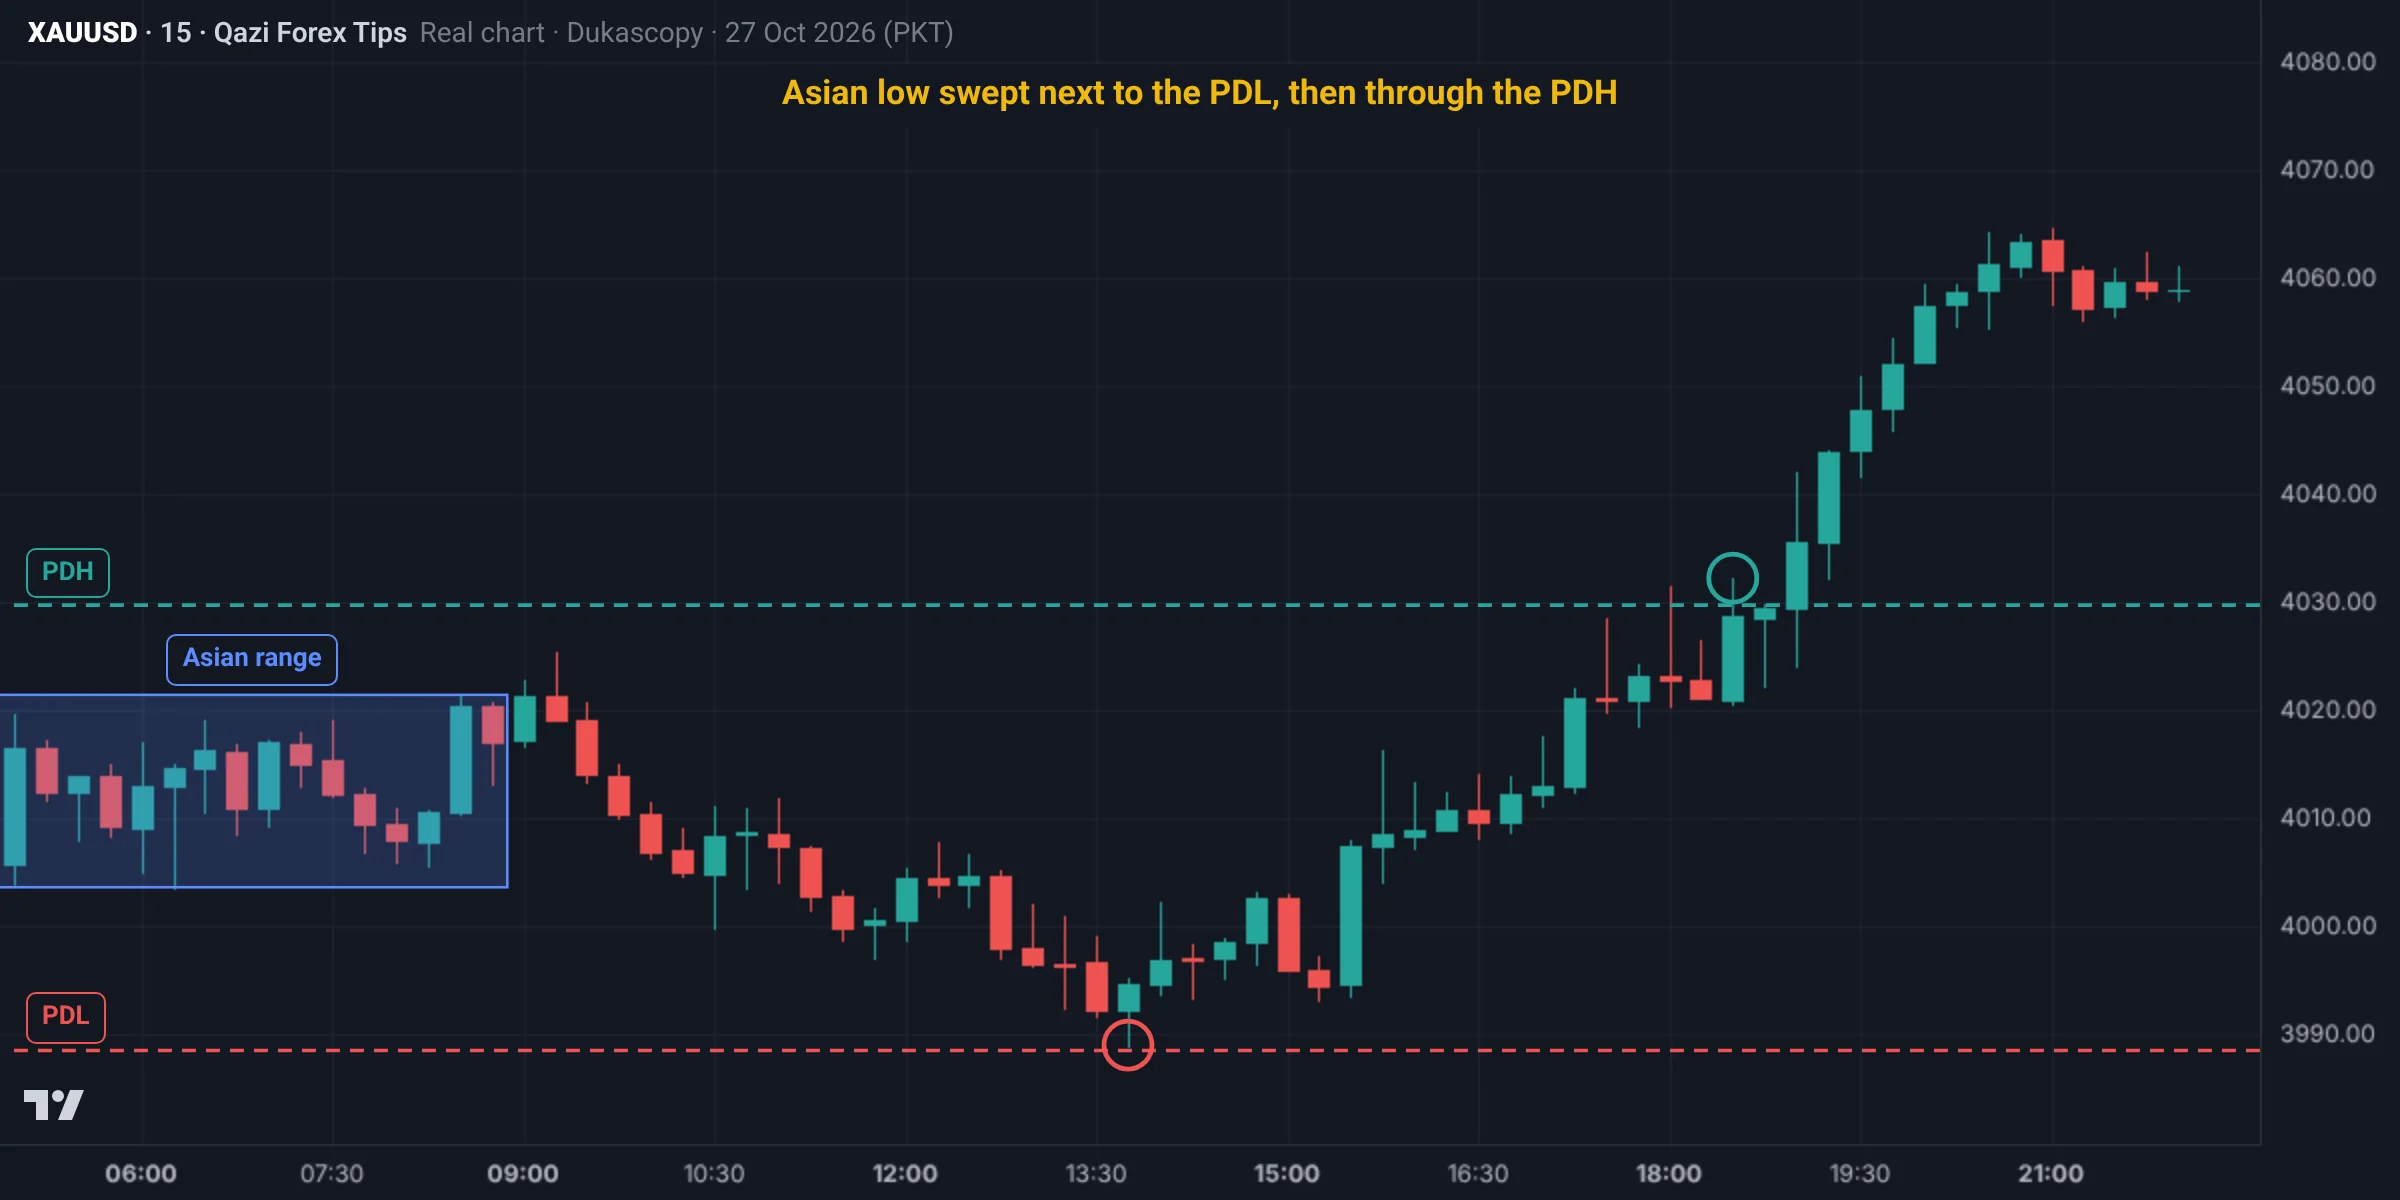 XAUUSD · 15 · Qazi Forex Tips Real chart · Dukascopy · 27 Oct 2026 (PKT)
Asian low swept next to the PDL, then through the PDH
4080.00
4070.00
4060.00
4050.00
4040.00
PDH
4030.00
Asian range
4020.00
4010.00
4000.00
PDL
3990.00
06:00 07:30 09:00 10:30 12:00 13:30 15:00 16:30 18:00 19:30 21:00